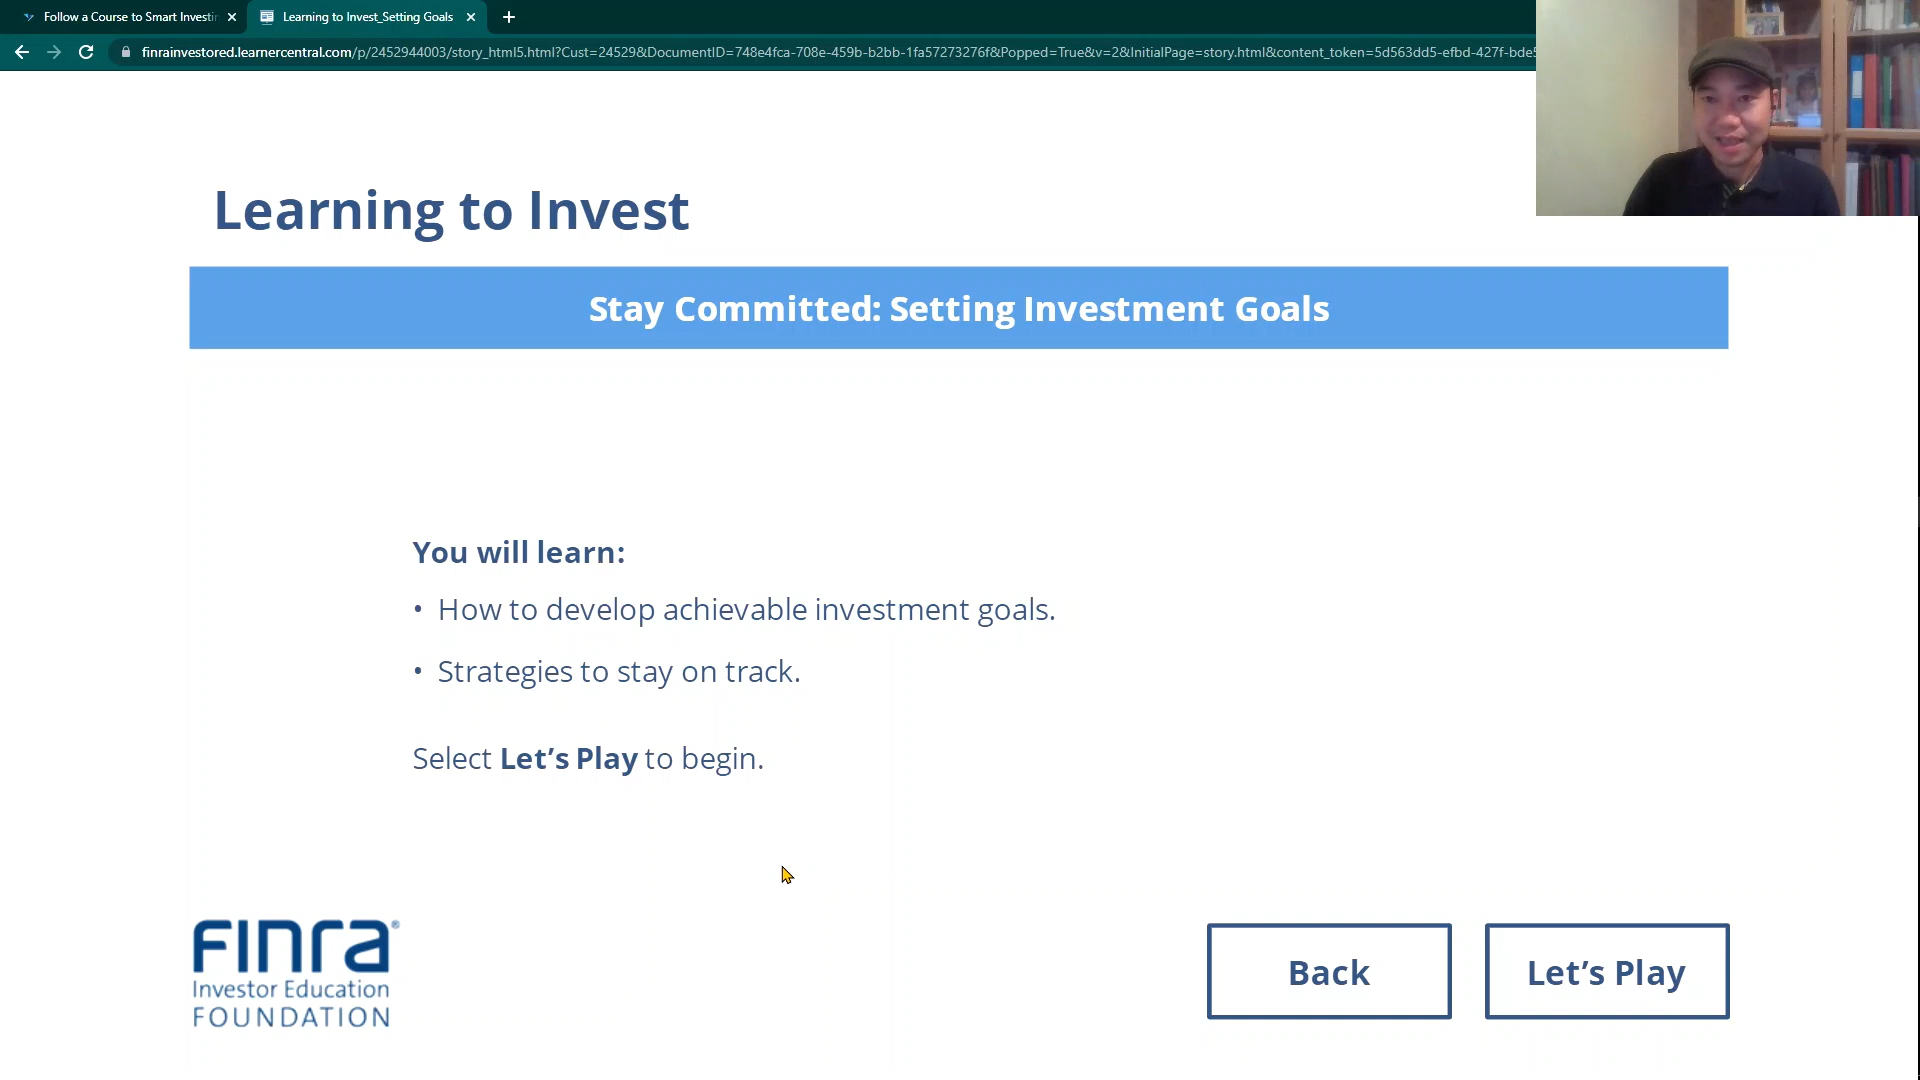 Follow a Course to Smart Investin
Learning to Invest_Setting Goals
finrainvestored.learnercentral.com/p/2452944003/story_html5.html?Cust=24529&DocumentID=748e4fca-708e-459b-b2bb-1fa57273276f&Popped=True&v=2&InitialPage=story.html&content_token=5d563dd5-efbd-427f-bde5
Learning to Invest
Stay Committed: Setting Investment Goals
You will learn:
• How to develop achievable investment goals.
• Strategies to stay on track.
Select Let’s Play to begin.
FINRA®
Investor Education
FOUNDATION
Back
Let’s Play